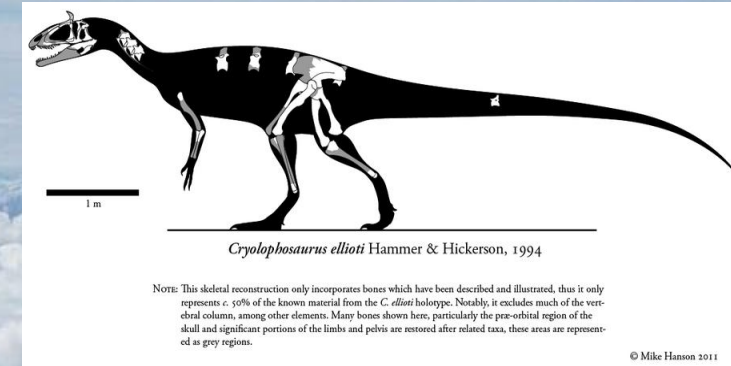 1 m
Cryolophosaurus ellioti Hammer & Hickerson, 1994
NOTE: This skeletal reconstruction only incorporates bones which have been described and illustrated, thus it only
represents c. 50% of the known material from the C. ellioti holotype. Notably, it excludes much of the vert-
ebral column, among other elements. Many bones shown here, particularly the præ-orbital region of the
skull and significant portions of the limbs and pelvis are restored after related taxa, these areas are represent-
ed as grey regions.
© Mike Hanson 2011